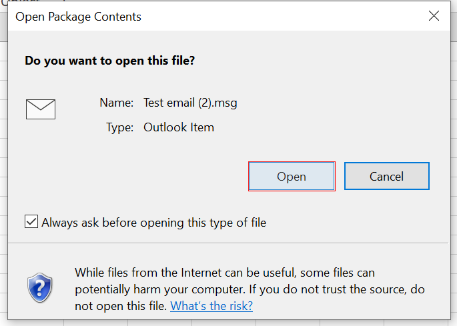 Open Package Contents
Do you want to open this file?
Name: Test email (2).msg
Type: Outlook Item
Open Cancel
Always ask before opening this type of file
While files from the Internet can be useful, some files can
potentially harm your computer. If you do not trust the source, do
not open this file. What's the risk?